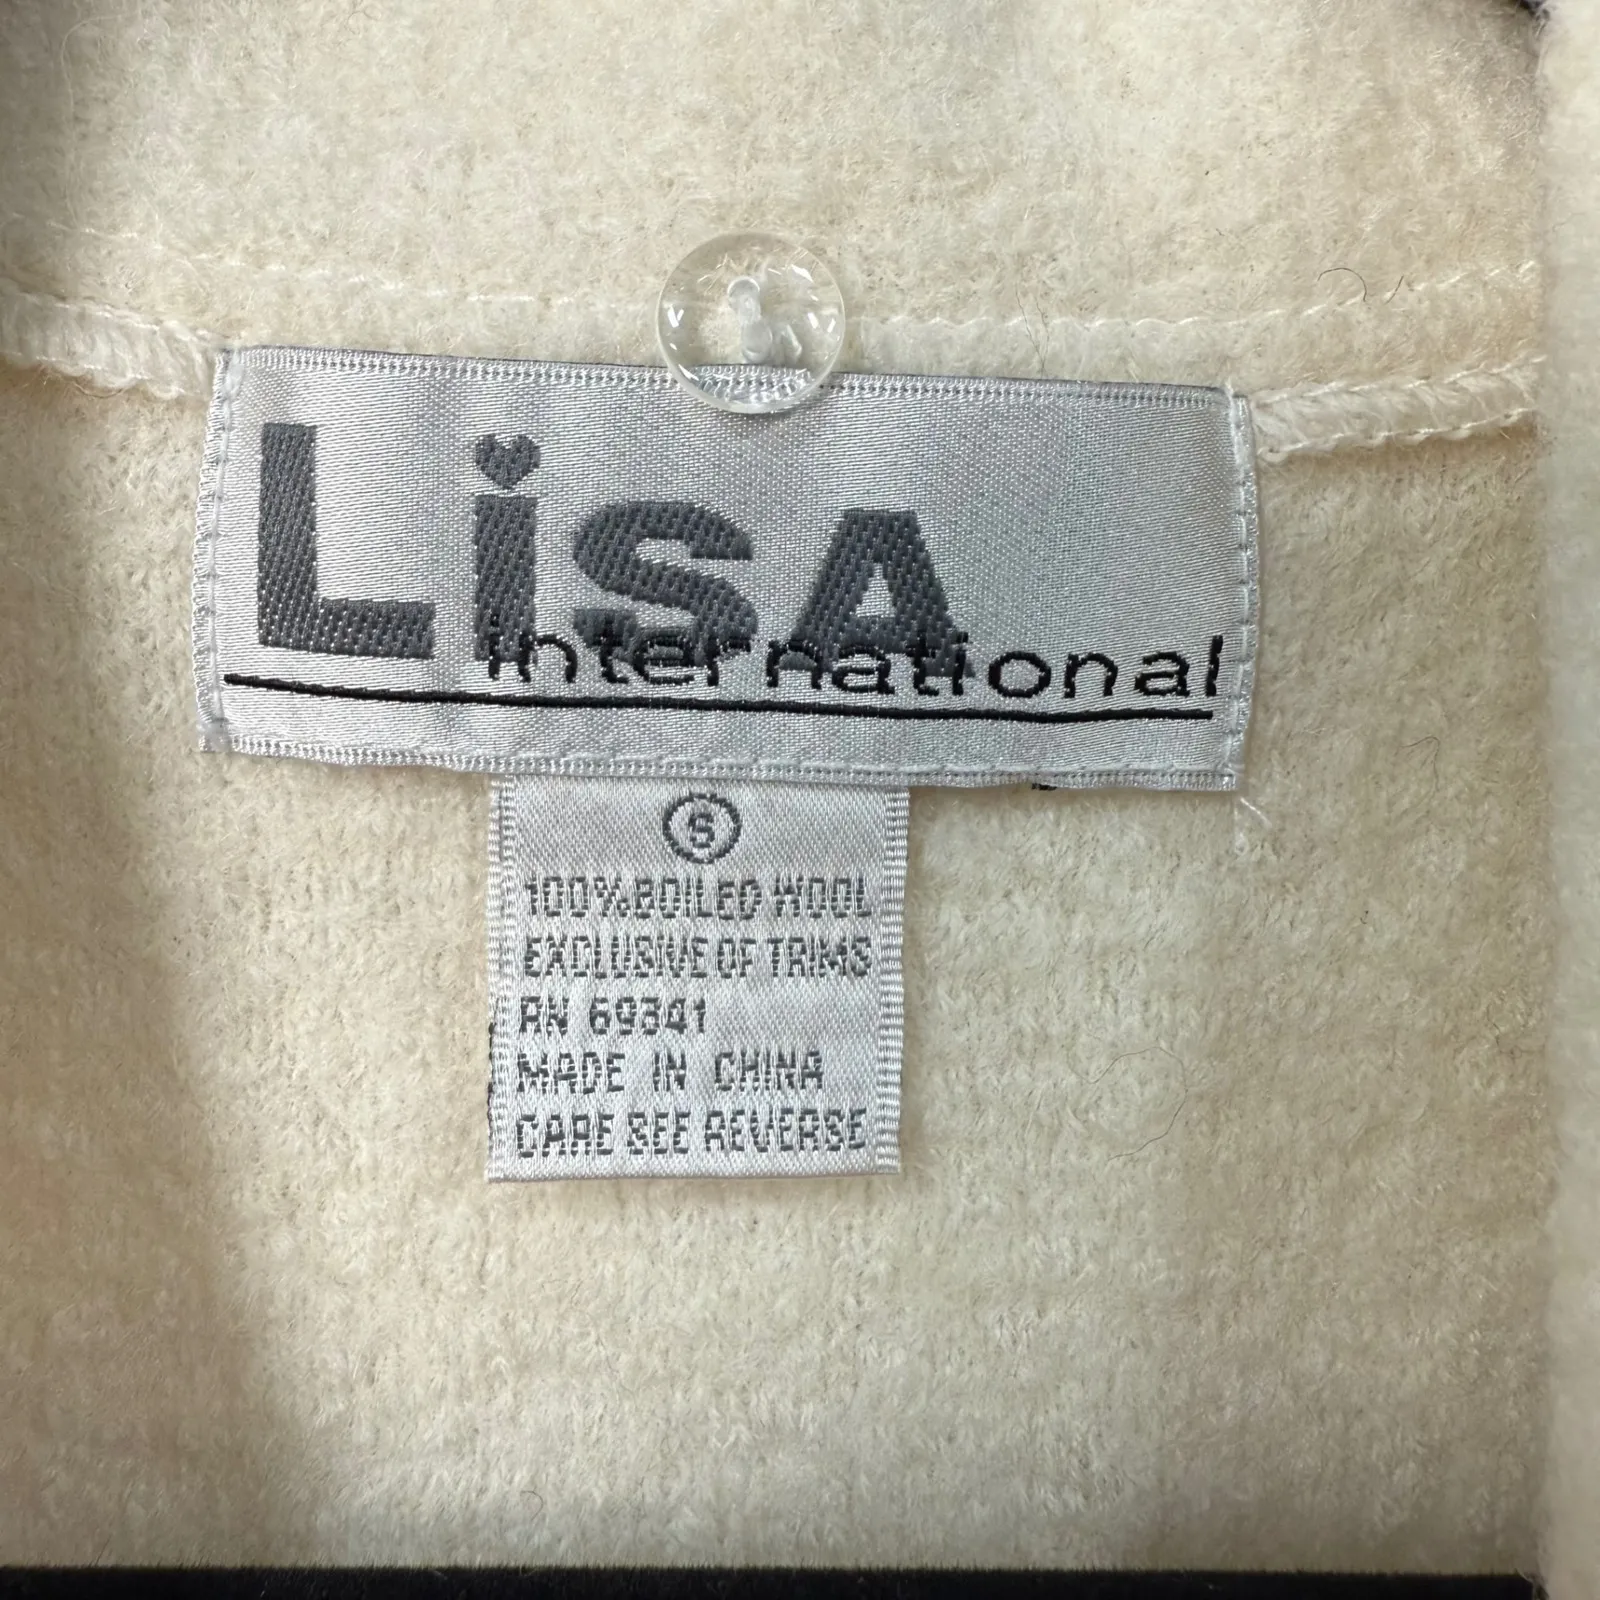 LiSA
international
S
100% BOILED WOOL
EXCLUSIVE OF TRIMS
RN 69341
MADE IN CHINA
CARE SEE REVERSE